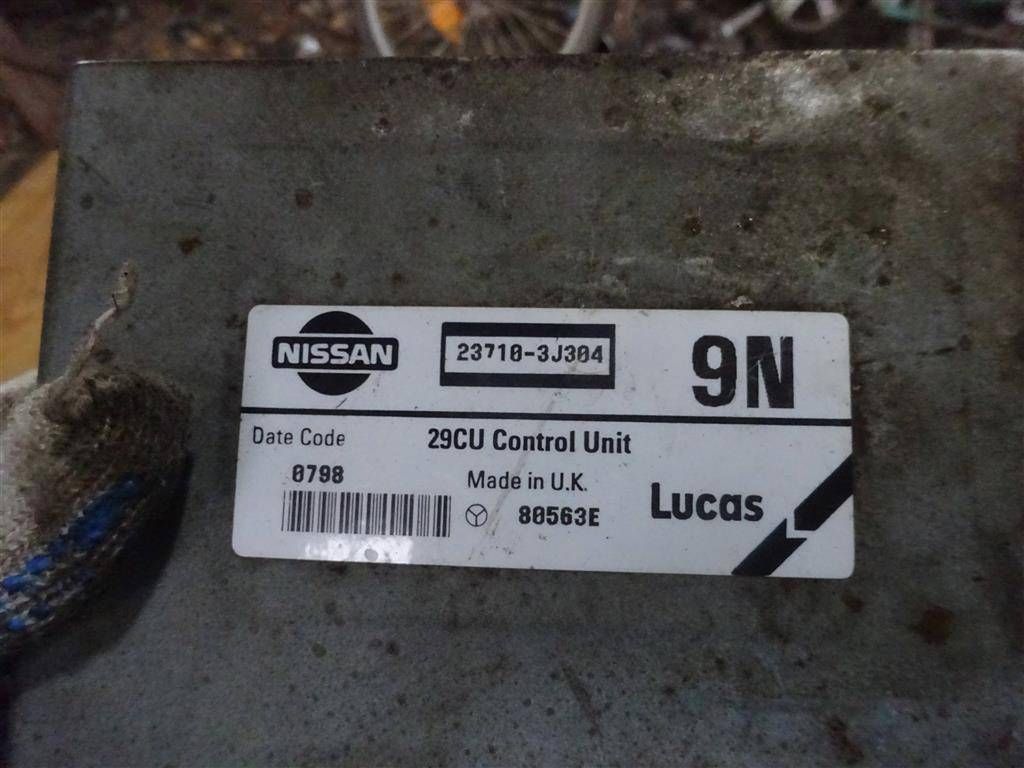 NISSAN
23710-3J304
9N
Date Code
29CU Control Unit
0798
Made in U.K.
80563E
Lucas
L